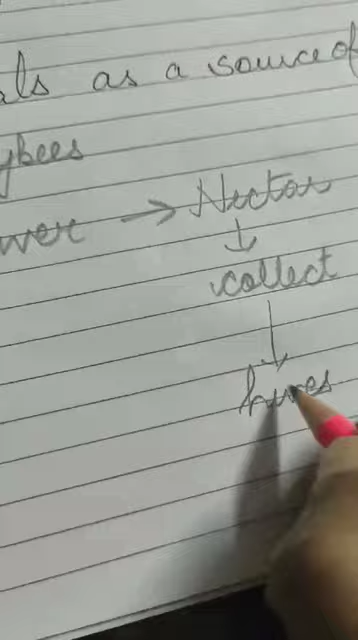 als as a source of
ybees
wer → Nectar
↓
collect
↓
hives